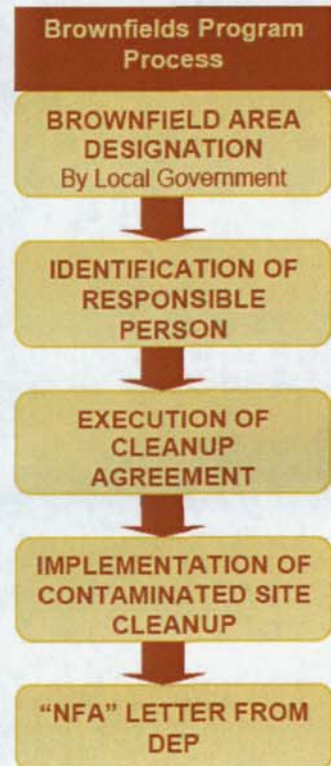 Brownfields Program
Process
BROWNFIELD AREA
DESIGNATION
By Local Government
IDENTIFICATION OF
RESPONSIBLE
PERSON
EXECUTION OF
CLEANUP
AGREEMENT
IMPLEMENTATION OF
CONTAMINATED SITE
CLEANUP
“NFA” LETTER FROM
DEP